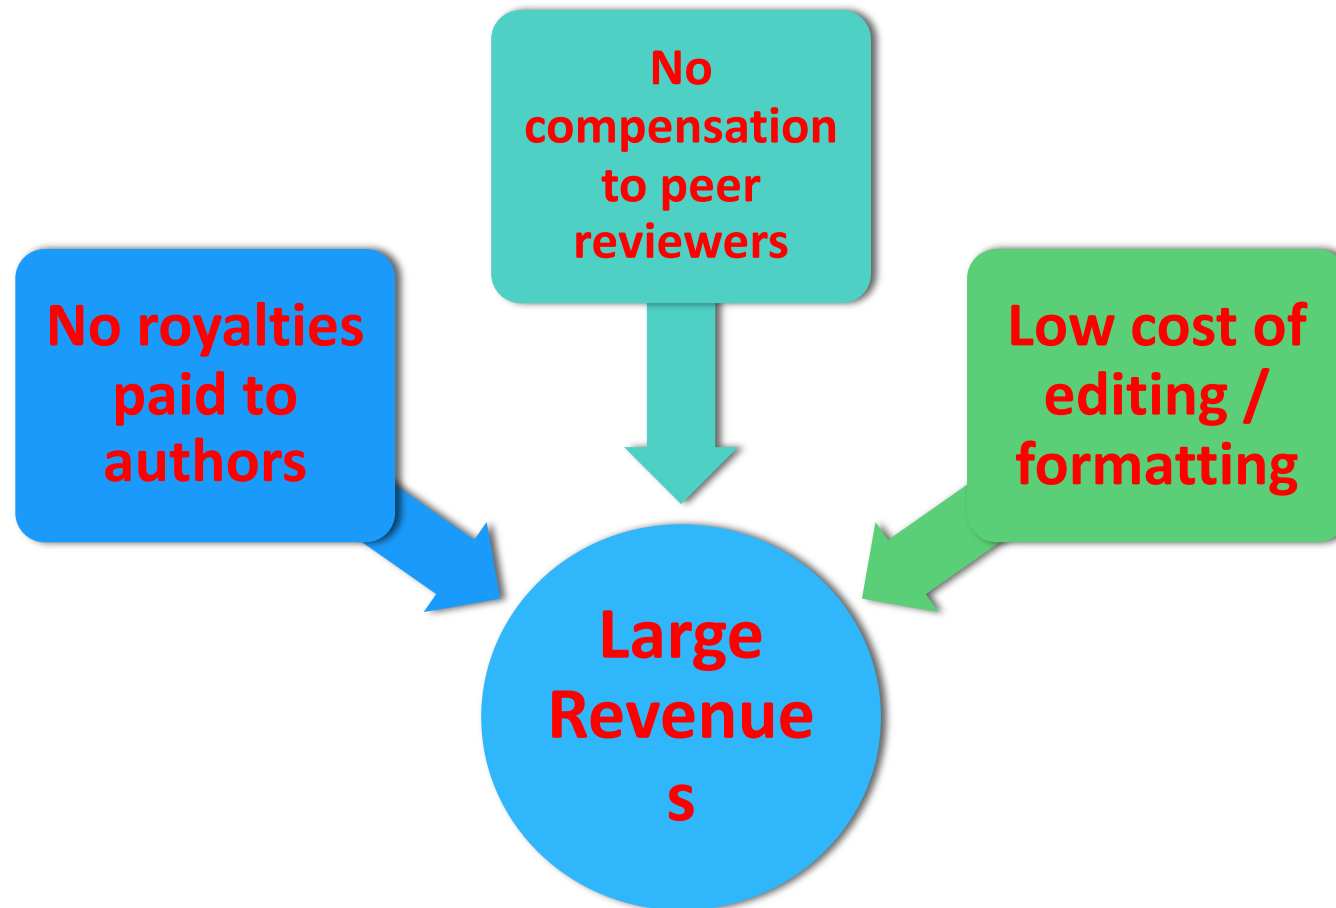 No
compensation
to peer
reviewers
No royalties
paid to
authors
Low cost of
editing /
formatting
Large
Revenue
s